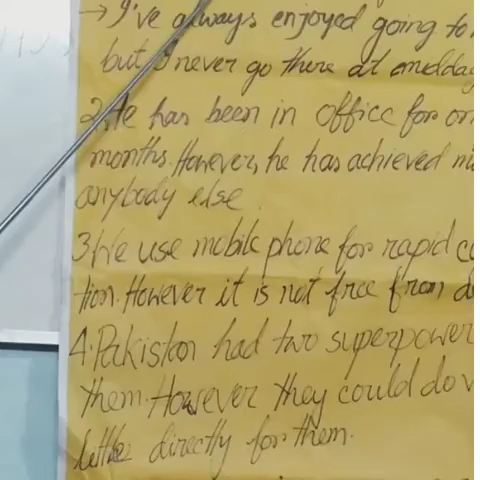 → I've always enjoyed going to
but I never go there at midday
2. He has been in office for on
months. However, he has achieved
anybody else.
3. We use mobile phone for rapid co
tion. However it is not free from d
4. Pakistan had two superpower
them. However they could do v
little directly for them.